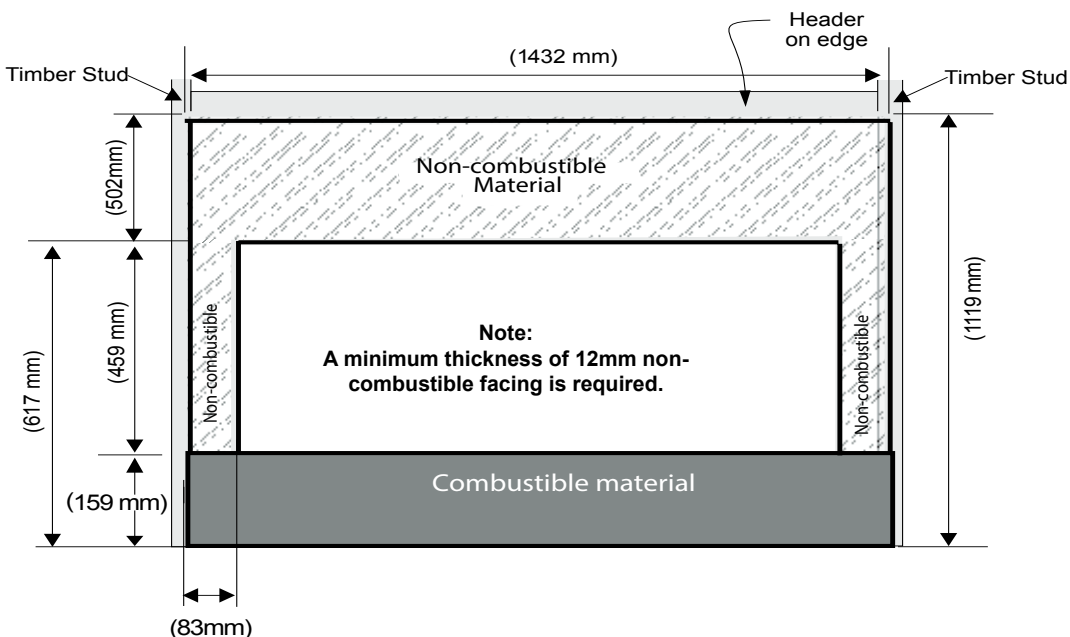 Header
on edge
(1432 mm)
Timber Stud
Timber Stud
Non-combustible
Material
(502mm)
(1119 mm)
(617 mm)
(459 mm)
Non-combustible
Note:
A minimum thickness of 12mm non-
combustible facing is required.
Non-combustible
(159 mm)
Combustible material
(83mm)